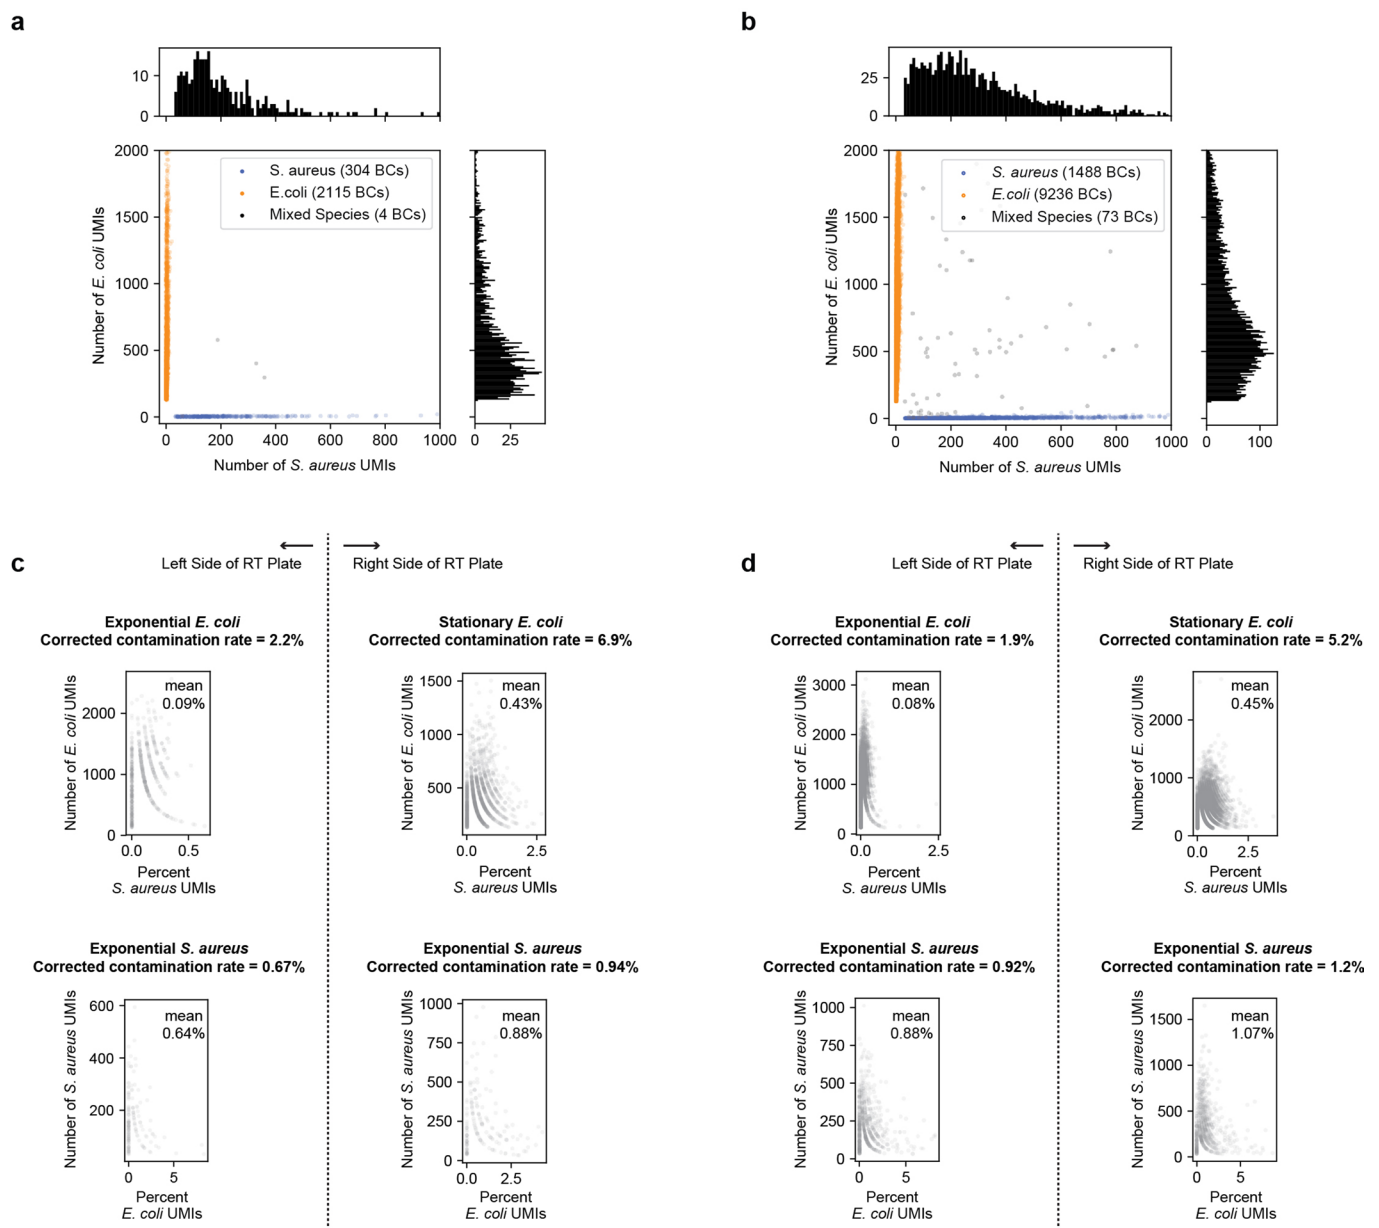 a
10
0
2000
1500
1000
500
0
Number of E. coli UMIs
S. aureus (304 BCs)
E.coli (2115 BCs)
Mixed Species (4 BCs)
0 200 400 600 800 1000
Number of S. aureus UMIs
0 25
b
25
0
2000
1500
1000
500
0
Number of E. coli UMIs
S. aureus (1488 BCs)
E.coli (9236 BCs)
Mixed Species (73 BCs)
0 200 400 600 800 1000
Number of S. aureus UMIs
0 100
c
Left Side of RT Plate
Right Side of RT Plate
Exponential E. coli
Corrected contamination rate = 2.2%
mean
0.09%
2000
1000
0
Number of E. coli UMIs
0.0 0.5
Percent
S. aureus UMIs
Stationary E. coli
Corrected contamination rate = 6.9%
mean
0.43%
1500
1000
500
Number of E. coli UMIs
0.0 2.5
Percent
S. aureus UMIs
Exponential S. aureus
Corrected contamination rate = 0.67%
mean
0.64%
600
400
200
Number of S. aureus UMIs
0 5
Percent
E. coli UMIs
Exponential S. aureus
Corrected contamination rate = 0.94%
mean
0.88%
1000
750
500
250
0
Number of S. aureus UMIs
0.0 2.5
Percent
E. coli UMIs
d
Left Side of RT Plate
Right Side of RT Plate
Exponential E. coli
Corrected contamination rate = 1.9%
mean
0.08%
3000
2000
1000
0
Number of E. coli UMIs
0.0 2.5
Percent
S. aureus UMIs
Stationary E. coli
Corrected contamination rate = 5.2%
mean
0.45%
2000
1000
0
Number of E. coli UMIs
0.0 2.5
Percent
S. aureus UMIs
Exponential S. aureus
Corrected contamination rate = 0.92%
mean
0.88%
1000
750
500
250
0
Number of S. aureus UMIs
0 5
Percent
E. coli UMIs
Exponential S. aureus
Corrected contamination rate = 1.2%
mean
1.07%
1500
1000
500
0
Number of S. aureus UMIs
0 5
Percent
E. coli UMIs